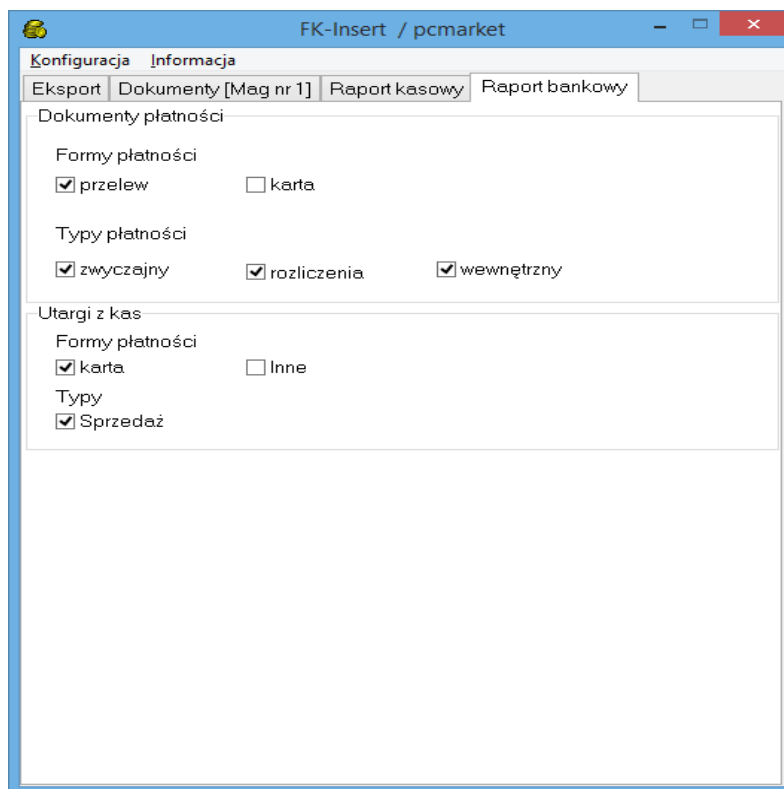 FK-Insert / pcmarket
Konfiguracja Informacja
Eksport Dokumenty [Mag nr 1] Raport kasowy Raport bankowy
Dokumenty płatności
Formy płatności
przelew karta
Typy płatności
zwyczajny rozliczenia wewnętrzny
Utargi z kas
Formy płatności
karta Inne
Typy
Sprzedaż